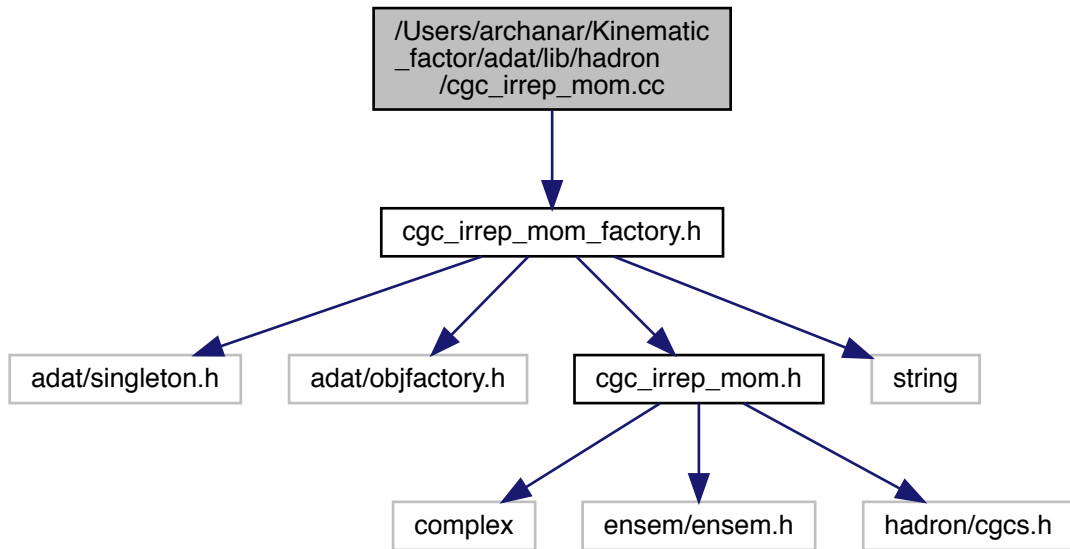 /Users/archanar/Kinematic
_factor/adat/lib/hadron
/cgc_irrep_mom.cc
cgc_irrep_mom_factory.h
adat/singleton.h
adat/objfactory.h
cgc_irrep_mom.h
string
complex
ensem/ensem.h
hadron/cgcs.h